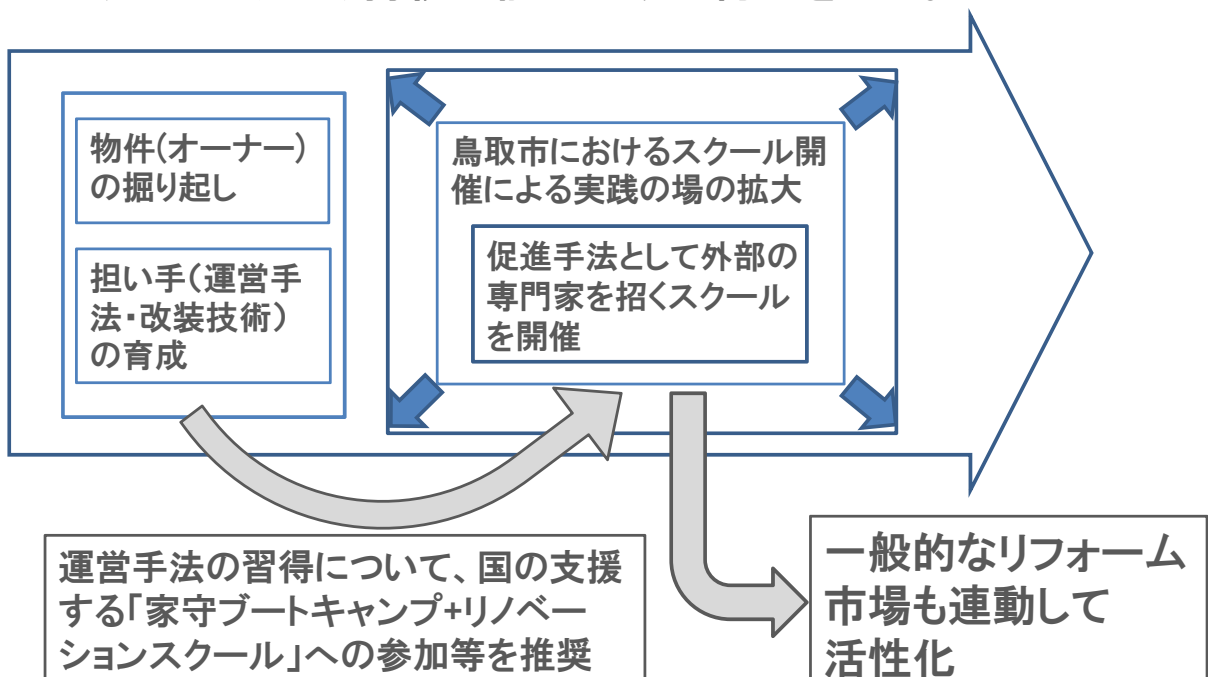 物件(オーナー)
の掘り起し
担い手(運営手
法・改装技術)
の育成
鳥取市におけるスクール開
催による実践の場の拡大
促進手法として外部の
専門家を招くスクール
を開催
運営手法の習得について、国の支援
する「家守ブートキャンプ+リノベー
ションスクール」への参加等を推奨
一般的なリフォーム
市場も連動して
活性化